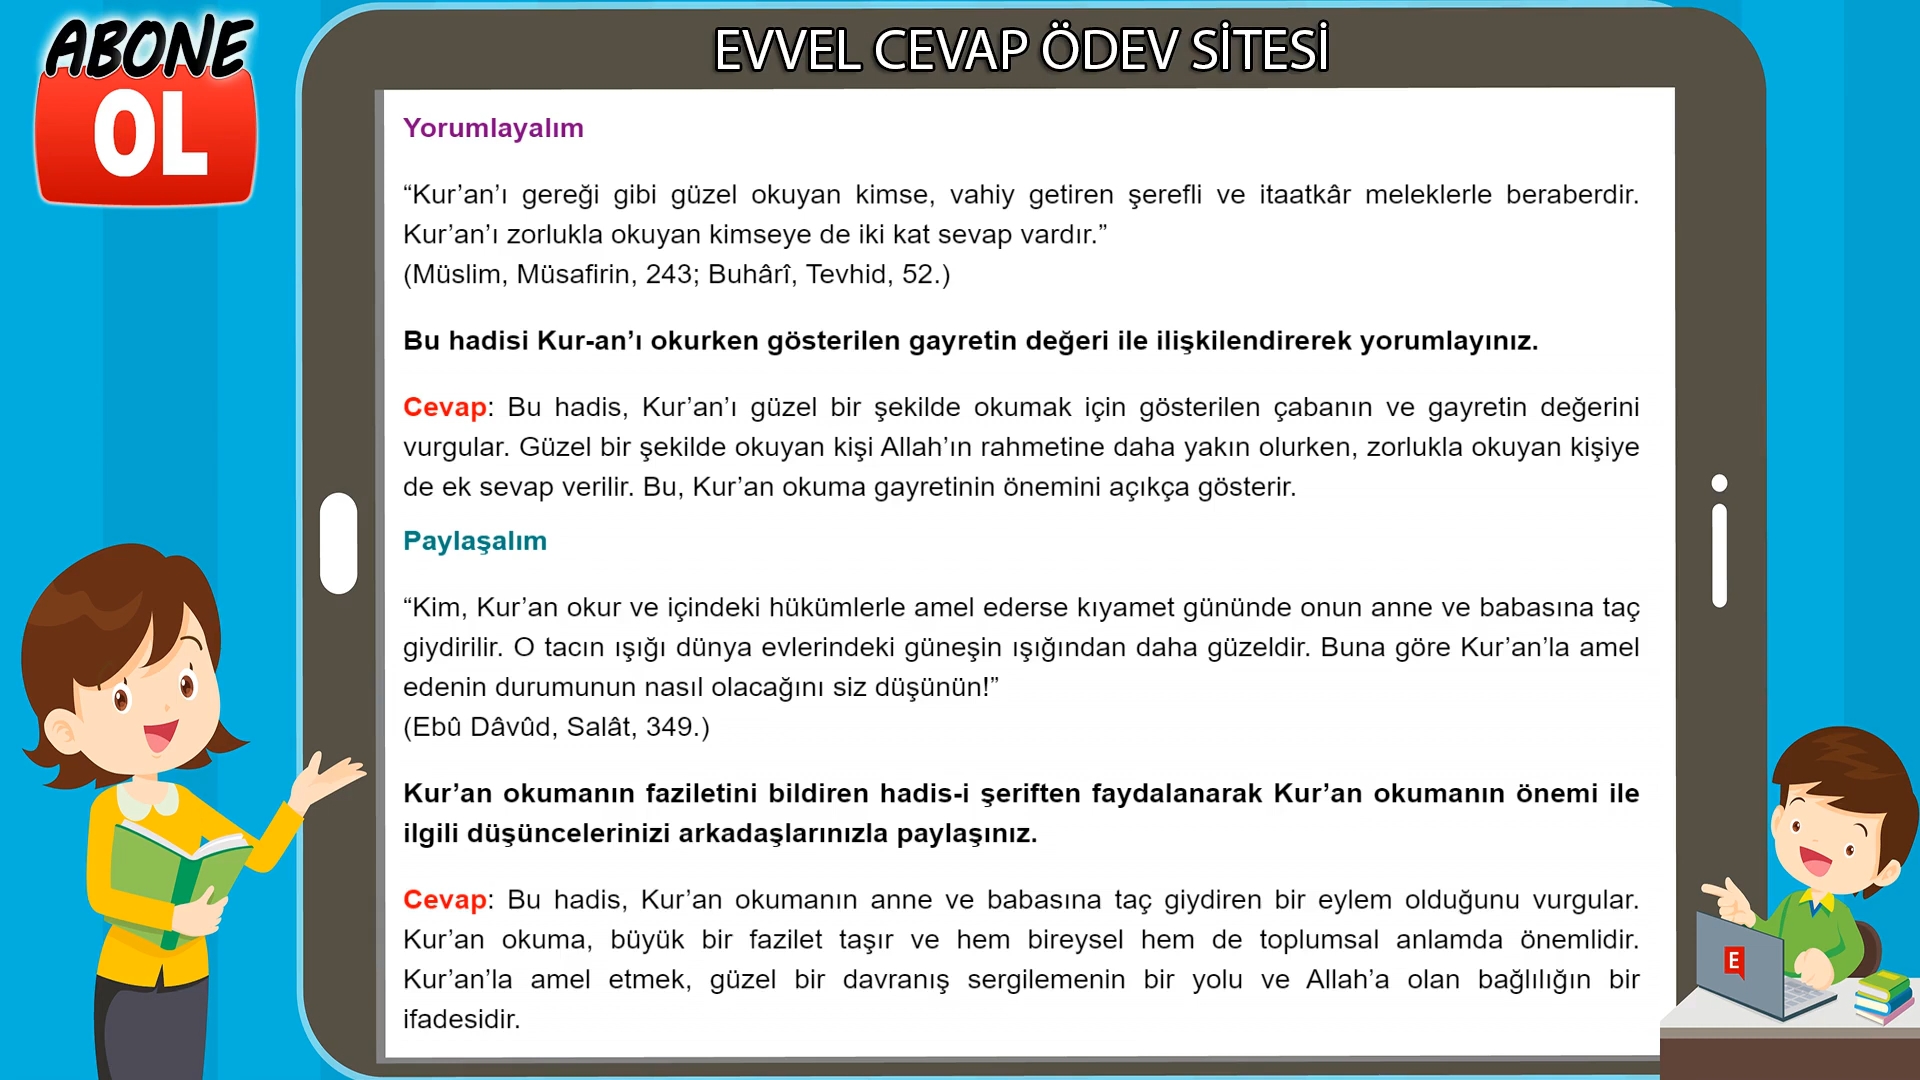 ABONE
OL
EVVEL CEVAP ÖDEV SİTESİ
Yorumlayalım
“Kur’an’ı gereği gibi güzel okuyan kimse, vahiy getiren şerefli ve itaatkâr meleklerle beraberdir.
Kur’an’ı zorlukla okuyan kimseye de iki kat sevap vardır.”
(Müslim, Müsafirin, 243; Buhârî, Tevhid, 52.)
Bu hadisi Kur-an’ı okurken gösterilen gayretin değeri ile ilişkilendirerek yorumlayınız.
Cevap: Bu hadis, Kur’an’ı güzel bir şekilde okumak için gösterilen çabanın ve gayretin değerini
vurgular. Güzel bir şekilde okuyan kişi Allah’ın rahmetine daha yakın olurken, zorlukla okuyan kişiye
de ek sevap verilir. Bu, Kur’an okuma gayretinin önemini açıkça gösterir.
Paylaşalım
“Kim, Kur’an okur ve içindeki hükümlerle amel ederse kıyamet gününde onun anne ve babasına taç
giydirilir. O tacın ışığı dünya evlerindeki güneşin ışığından daha güzeldir. Buna göre Kur’an’la amel
edenin durumunun nasıl olacağını siz düşünün!”
(Ebû Dâvûd, Salât, 349.)
Kur’an okumanın faziletini bildiren hadis-i şeriften faydalanarak Kur’an okumanın önemi ile
ilgili düşüncelerinizi arkadaşlarınızla paylaşınız.
Cevap: Bu hadis, Kur’an okumanın anne ve babasına taç giydiren bir eylem olduğunu vurgular.
Kur’an okuma, büyük bir fazilet taşır ve hem bireysel hem de toplumsal anlamda önemlidir.
Kur’an’la amel etmek, güzel bir davranış sergilemenin bir yolu ve Allah’a olan bağlılığın bir
ifadesidir.
E